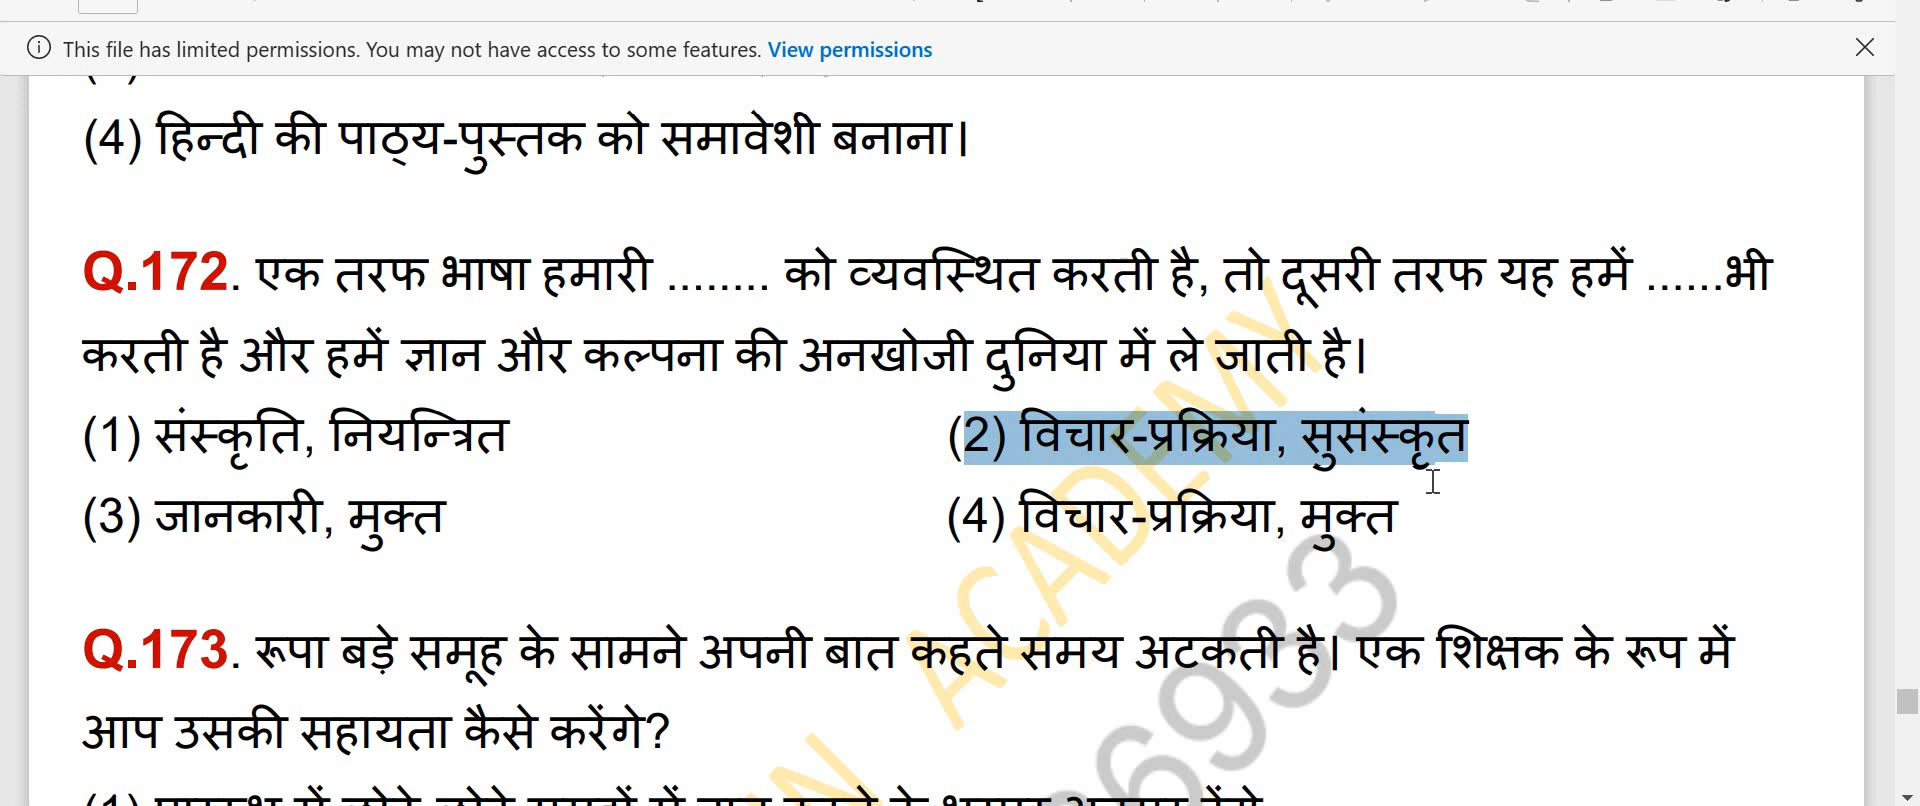 This file has limited permissions. You may not have access to some features. View permissions
(4) हिन्दी की पाठ्य-पुस्तक को समावेशी बनाना।
Q.172. एक तरफ भाषा हमारी ........ को व्यवस्थित करती है, तो दूसरी तरफ यह हमें ......भी
करती है और हमें ज्ञान और कल्पना की अनखोजी दुनिया में ले जाती है।
(1) संस्कृति, नियन्त्रित (2) विचार-प्रक्रिया, सुसंस्कृत
(3) जानकारी, मुक्त (4) विचार-प्रक्रिया, मुक्त
Q.173. रूपा बड़े समूह के सामने अपनी बात कहते समय अटकती है। एक शिक्षक के रूप में
आप उसकी सहायता कैसे करेंगे?
ACADEMY
6933